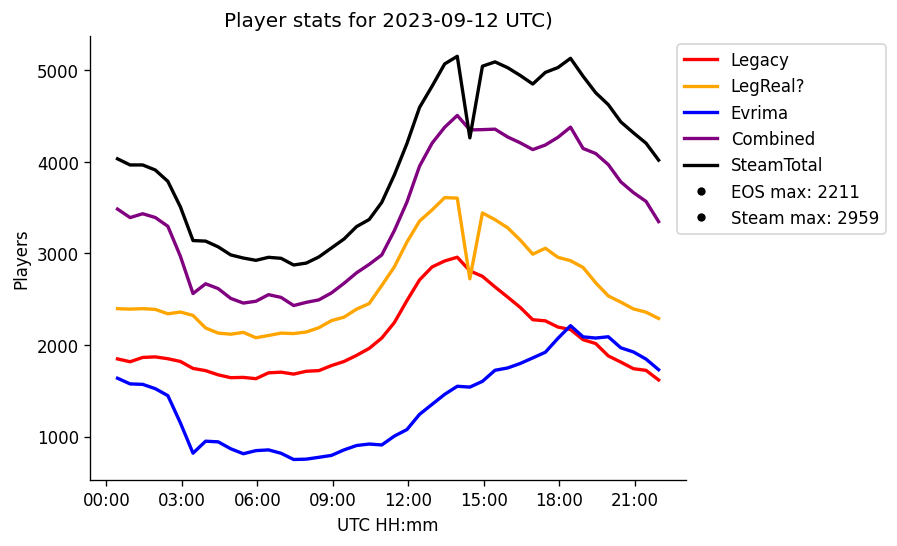 Player stats for 2023-09-12 UTC)
Players
5000
4000
3000
2000
1000
00:00 03:00 06:00 09:00 12:00 15:00 18:00 21:00
UTC HH:mm
Legacy
LegReal?
Evrima
Combined
SteamTotal
EOS max: 2211
Steam max: 2959